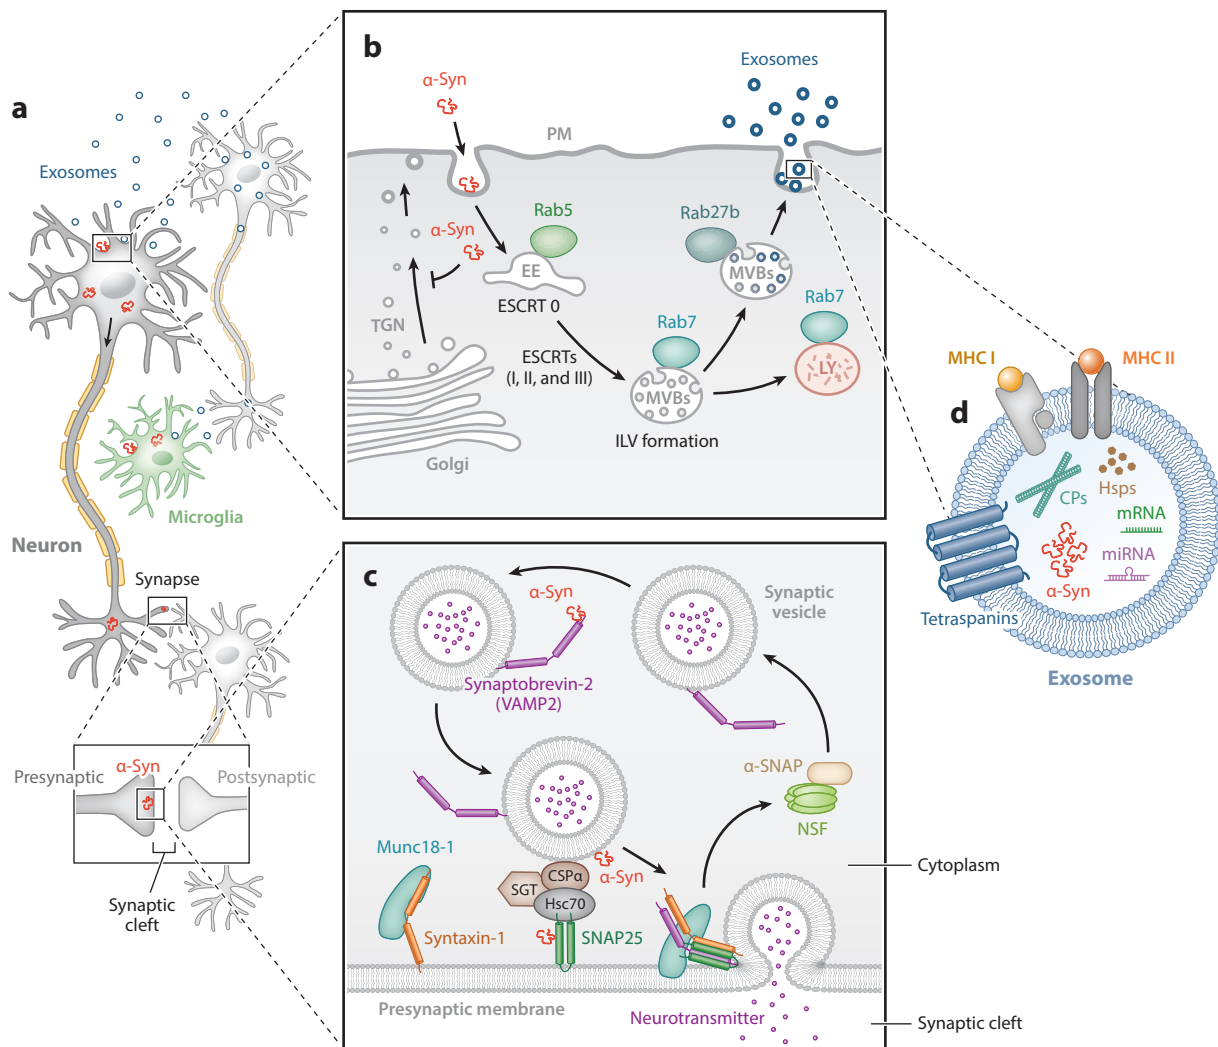 a
Exosomes
Microglia
Neuron
Synapse
Presynaptic
α-Syn
Postsynaptic
Synaptic
cleft
b
α-Syn
Exosomes
PM
α-Syn
Rab5
EE
ESCRT 0
Rab27b
MVBs
TGN
Rab7
Rab7
ESCRTs
(I, II, and III)
MVBs
LY
ILV formation
Golgi
c
α-Syn
Synaptic
vesicle
Synaptobrevin-2
(VAMP2)
α-SNAP
NSF
Munc18-1
CSPα
SGT
α-Syn
Hsc70
Syntaxin-1
SNAP25
Presynaptic membrane
Neurotransmitter
Cytoplasm
Synaptic cleft
MHC I
MHC II
d
CPs
Hsps
mRNA
miRNA
α-Syn
Tetraspanins
Exosome